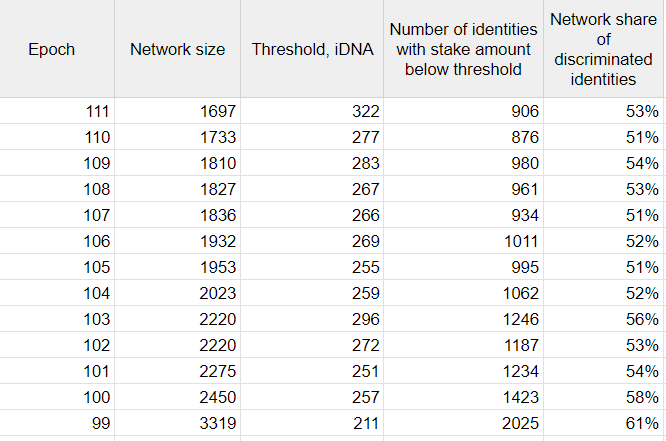 Epoch Network size Threshold, iDNA Number of identities with stake amount below threshold Network share of discriminated identities
111 1697 322 906 53%
110 1733 277 876 51%
109 1810 283 980 54%
108 1827 267 961 53%
107 1836 266 934 51%
106 1932 269 1011 52%
105 1953 255 995 51%
104 2023 259 1062 52%
103 2220 296 1246 56%
102 2220 272 1187 53%
101 2275 251 1234 54%
100 2450 257 1423 58%
99 3319 211 2025 61%